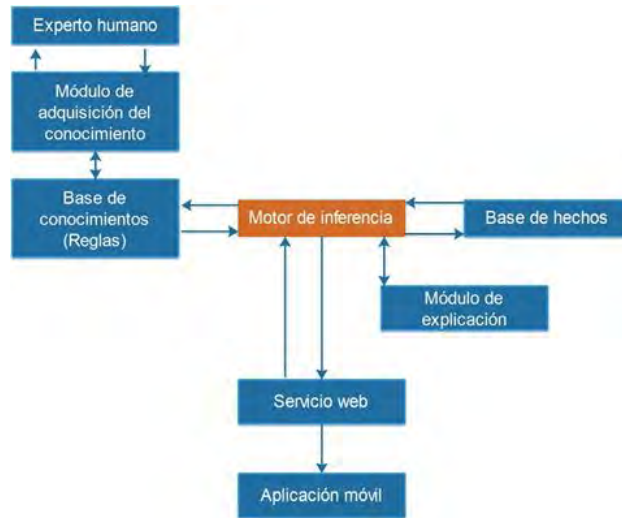 Experto humano
Módulo de
adquisición del
conocimiento
Base de
conocimientos
(Reglas)
Motor de inferencia
Base de hechos
Módulo de
explicación
Servicio web
Aplicación móvil